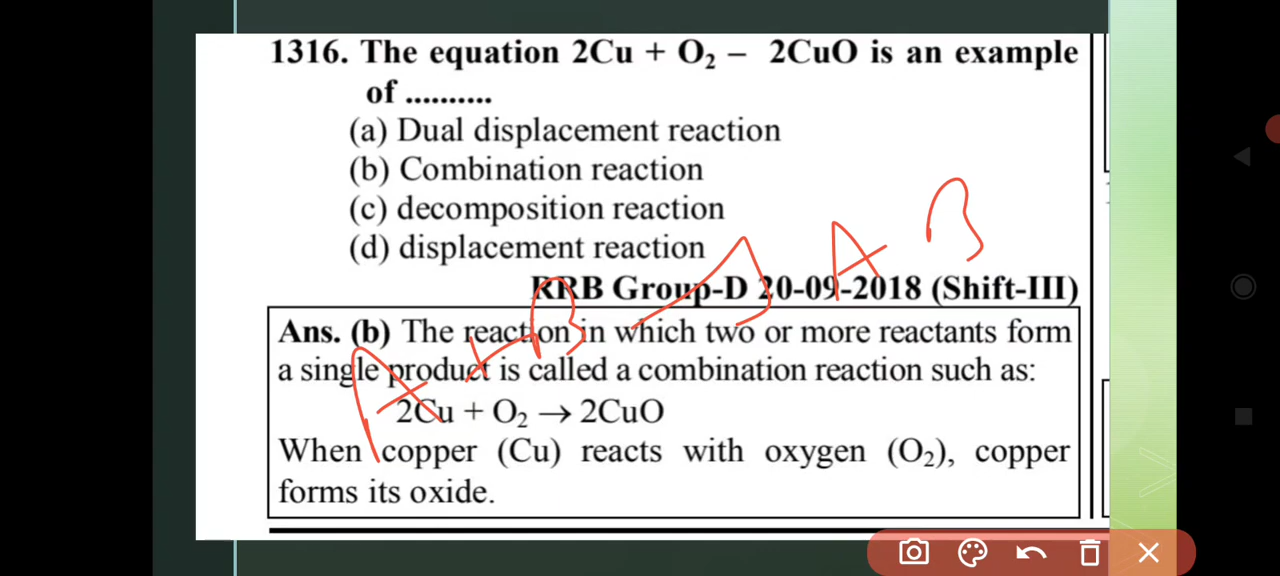 1316. The equation 2Cu + O₂ – 2CuO is an example
of ..........
(a) Dual displacement reaction
(b) Combination reaction
(c) decomposition reaction
(d) displacement reaction
RRB Group-D 20-09-2018 (Shift-III)
A + B → A B
Ans. (b) The reaction in which two or more reactants form
a single product is called a combination reaction such as:
2Cu + O₂ → 2CuO
When copper (Cu) reacts with oxygen (O₂), copper
forms its oxide.